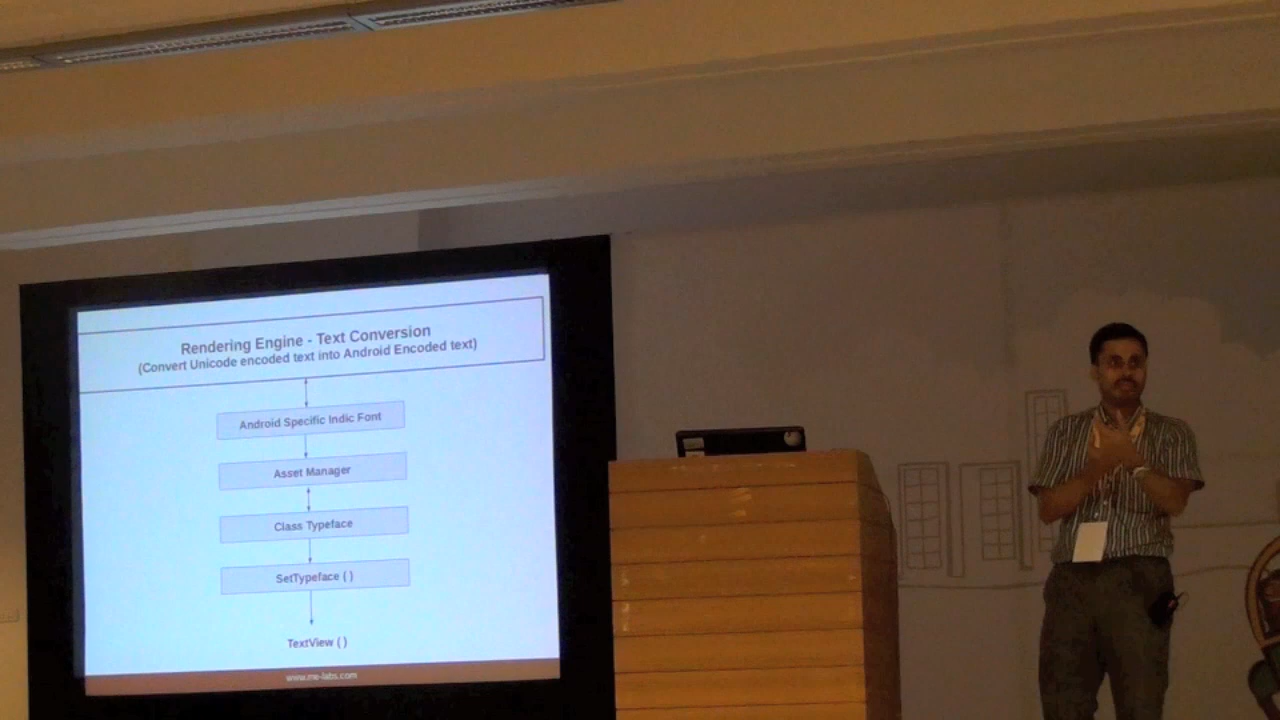 Rendering Engine - Text Conversion
(Convert Unicode encoded text into Android Encoded text)
Android Specific Indic Font
Asset Manager
Class Typeface
SetTypeface ( )
TextView ( )
www.me-labs.com